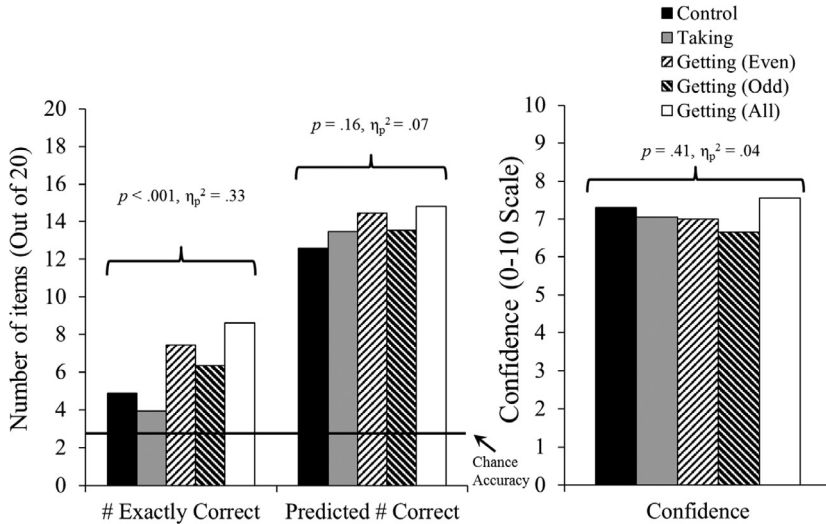 Control
Taking
Getting (Even)
Getting (Odd)
Getting (All)
Number of items (Out of 20)
20
18
16
14
12
10
8
6
4
2
0
p < .001, ηp² = .33
p = .16, ηp² = .07
# Exactly Correct
Predicted # Correct
Chance
Accuracy
Confidence (0-10 Scale)
10
9
8
7
6
5
4
3
2
1
0
p = .41, ηp² = .04
Confidence